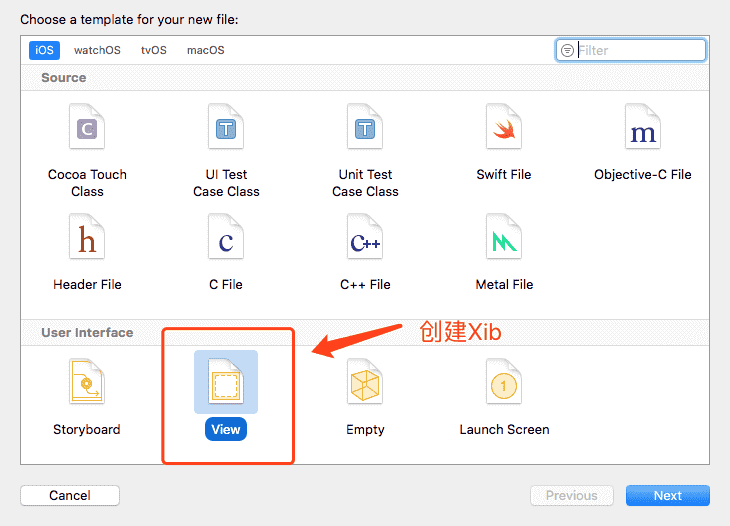 Choose a template for your new file:
iOS watchOS tvOS macOS Filter
Source
C T T m
Cocoa Touch Class
UI Test Case Class
Unit Test Case Class
Swift File
Objective-C File
h c C++
Header File
C File
C++ File
Metal File
User Interface
创建Xib
1
Storyboard
View
Empty
Launch Screen
Cancel Previous Next